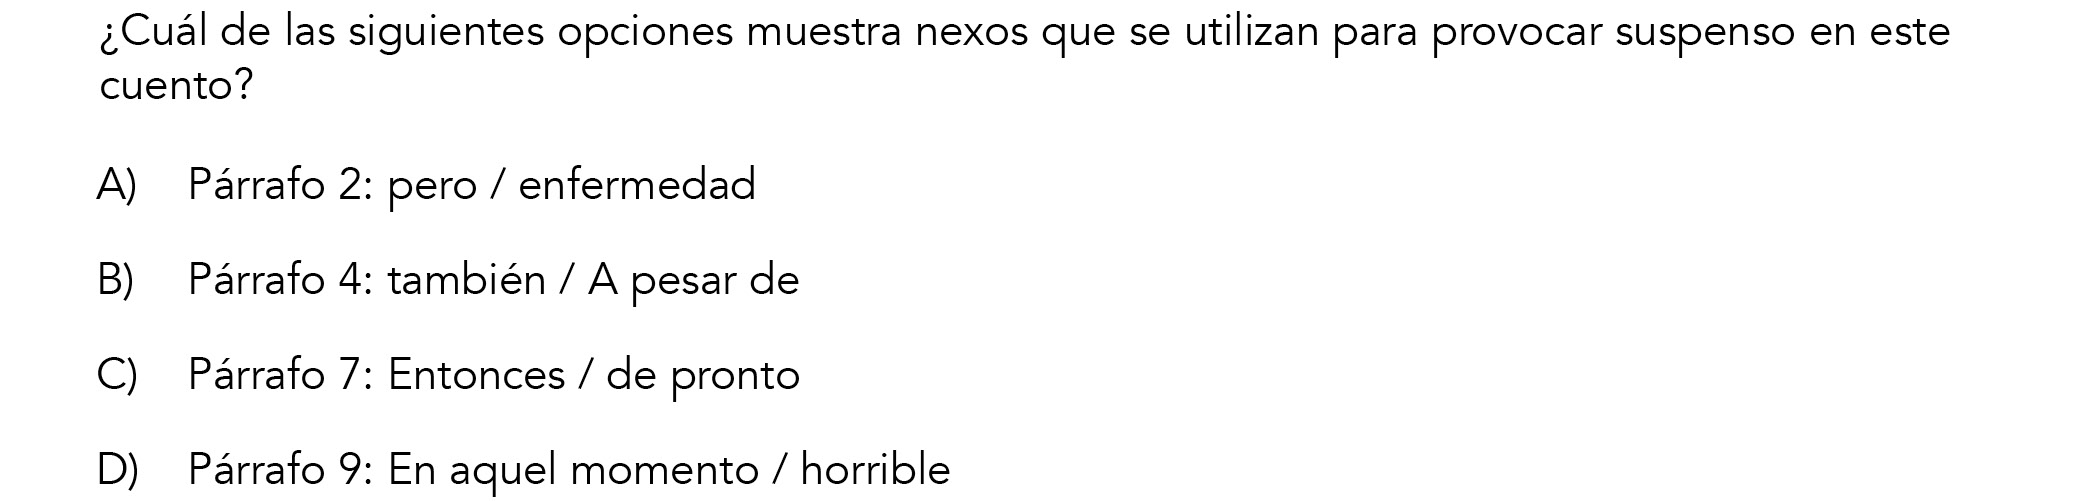 ¿Cuál de las siguientes opciones muestra nexos que se utilizan para provocar suspenso en este
cuento?
A) Párrafo 2: pero / enfermedad
B) Párrafo 4: también / A pesar de
C) Párrafo 7: Entonces / de pronto
D) Párrafo 9: En aquel momento / horrible